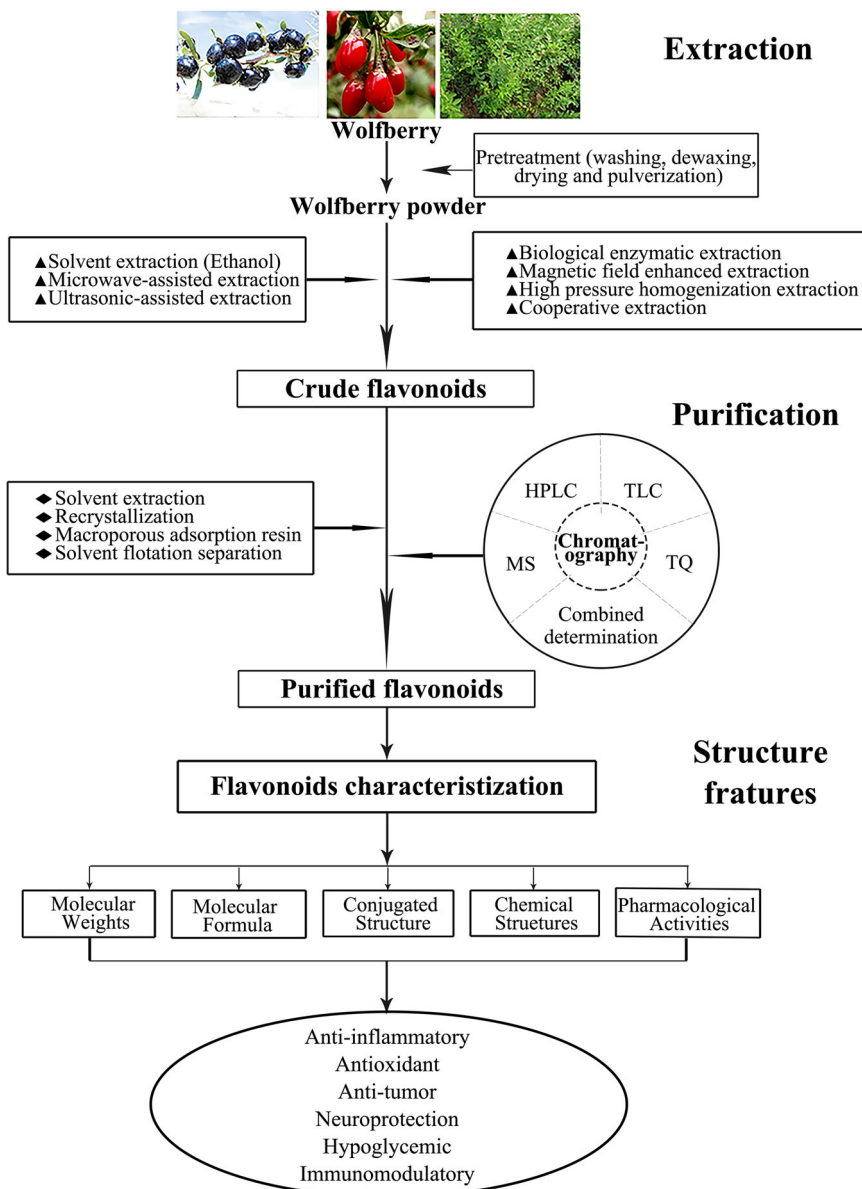 Extraction
Wolfberry
Pretreatment (washing, dewaxing,
drying and pulverization)
Wolfberry powder
▲Solvent extraction (Ethanol)
▲Microwave-assisted extraction
▲Ultrasonic-assisted extraction
▲Biological enzymatic extraction
▲Magnetic field enhanced extraction
▲High pressure homogenization extraction
▲Cooperative extraction
Crude flavonoids
Purification
◆Solvent extraction
◆Recrystallization
◆Macroporous adsorption resin
◆Solvent flotation separation
HPLC
TLC
Chromat-
ography
MS
TQ
Combined
determination
Purified flavonoids
Structure
fratures
Flavonoids characteristization
Molecular
Weights
Molecular
Formula
Conjugated
Structure
Chemical
Struetures
Pharmacological
Activities
Anti-inflammatory
Antioxidant
Anti-tumor
Neuroprotection
Hypoglycemic
Immunomodulatory